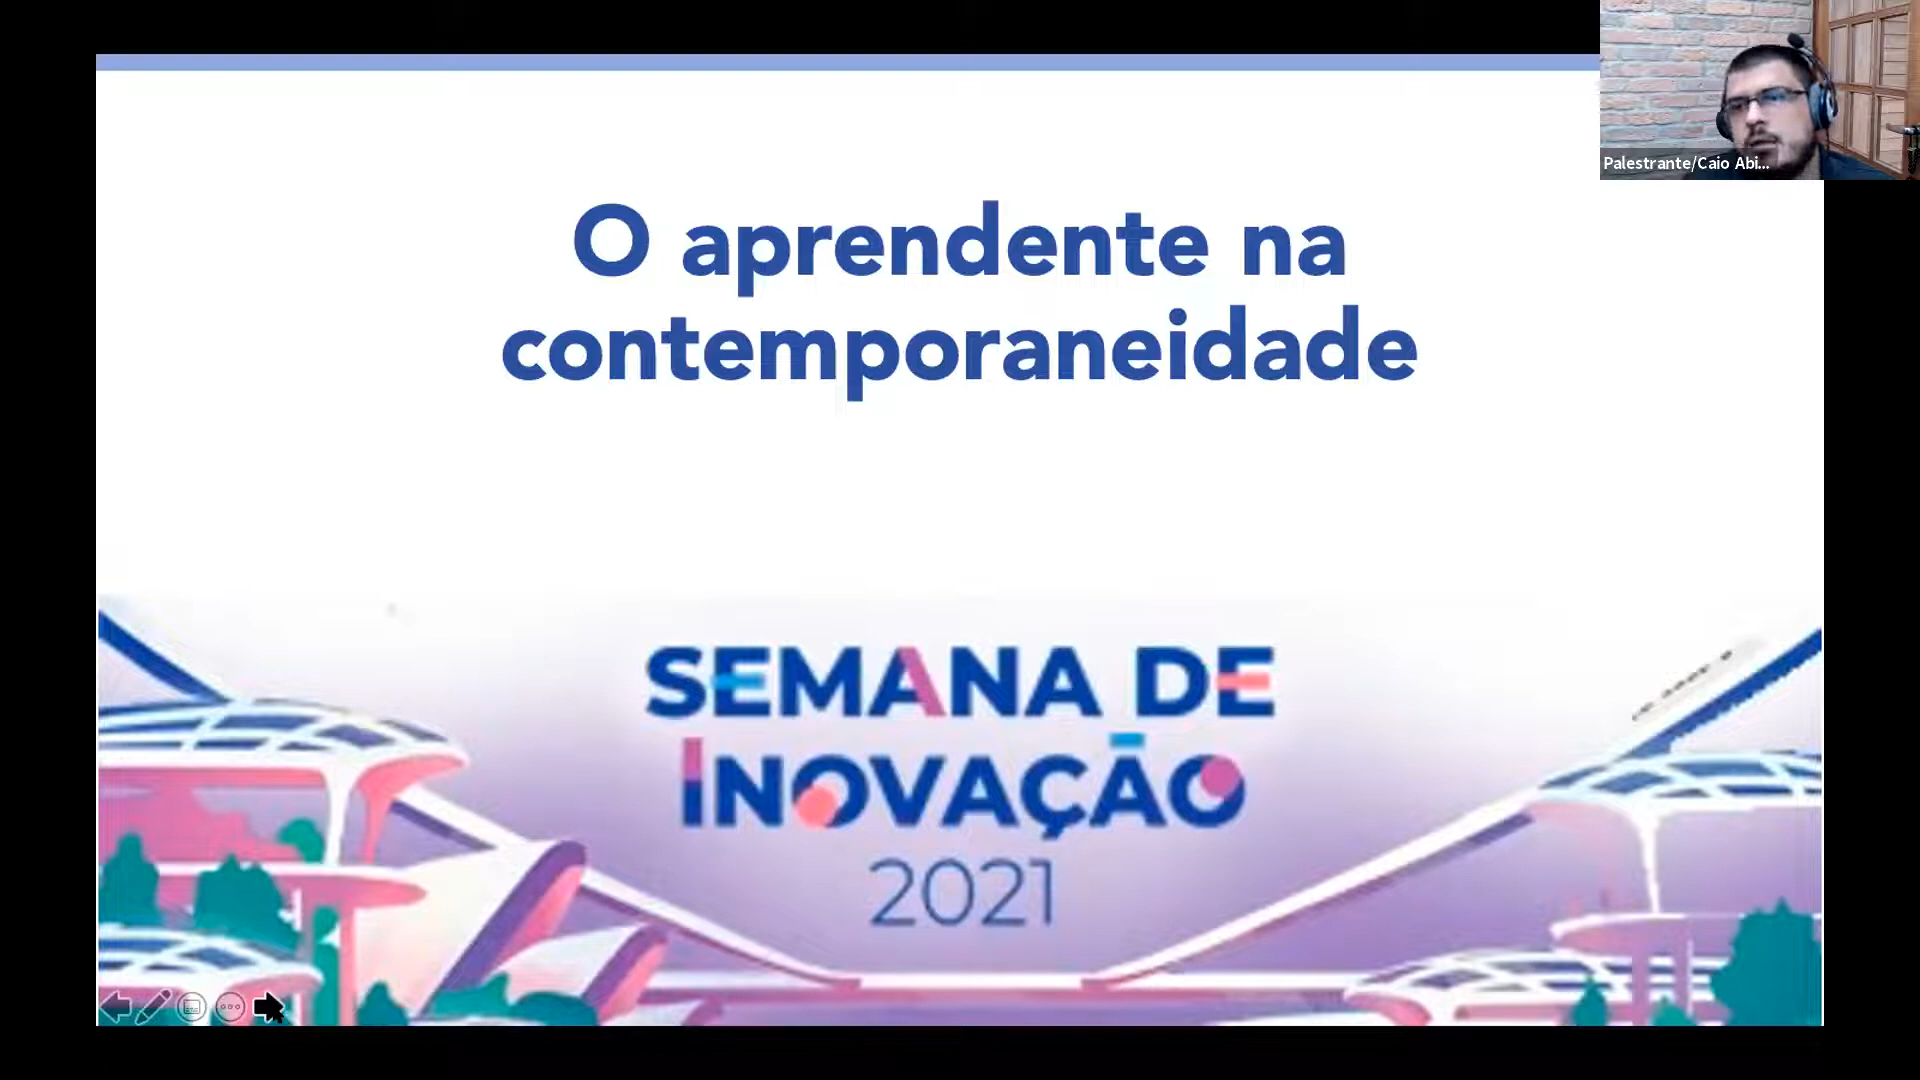 O aprendente na
contemporaneidade
Palestrante/Caio Abi...
SEMANA DE
INOVAÇÃO
2021